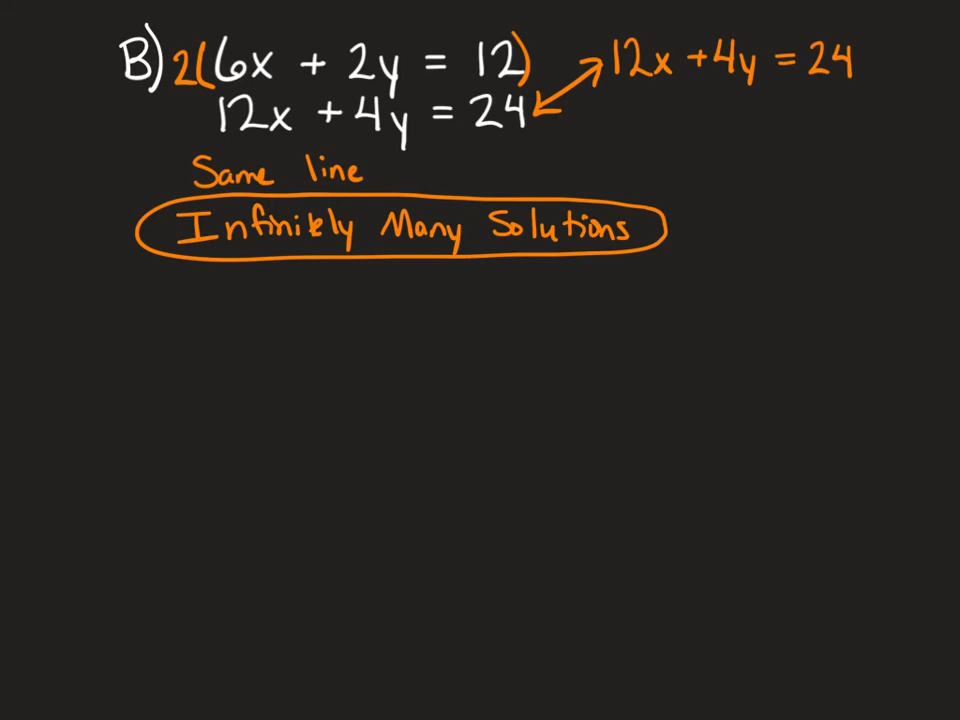 B) 2(6x + 2y = 12) 12x + 4y = 24
12x + 4y = 24
Same line
Infinitely Many Solutions